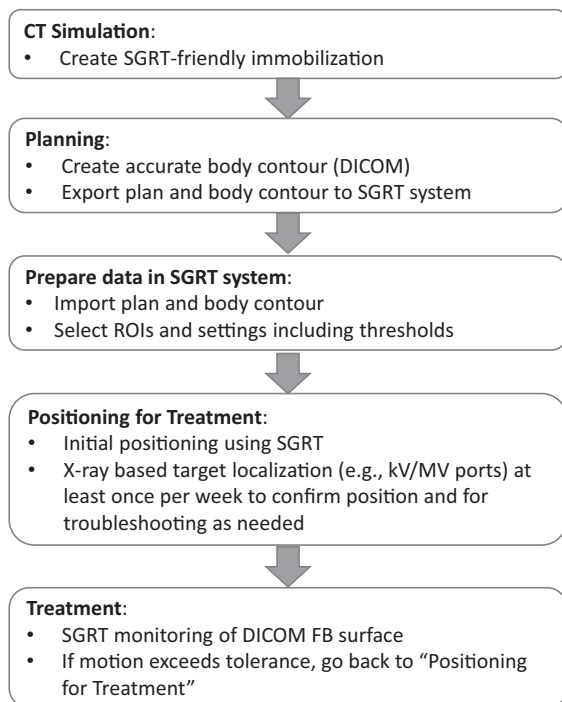 CT Simulation:
• Create SGRT-friendly immobilization
Planning:
• Create accurate body contour (DICOM)
• Export plan and body contour to SGRT system
Prepare data in SGRT system:
• Import plan and body contour
• Select ROIs and settings including thresholds
Positioning for Treatment:
• Initial positioning using SGRT
• X-ray based target localization (e.g., kV/MV ports) at
least once per week to confirm position and for
troubleshooting as needed
Treatment:
• SGRT monitoring of DICOM FB surface
• If motion exceeds tolerance, go back to “Positioning
for Treatment”